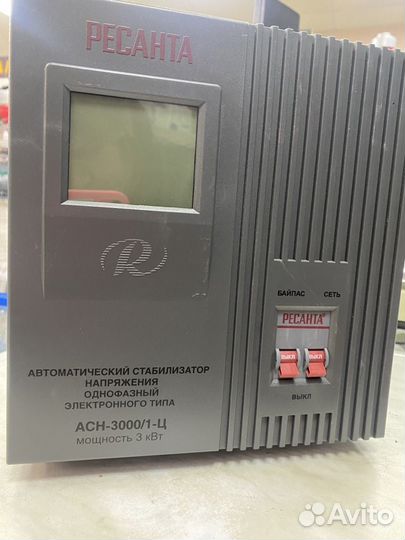 РЕСАНТА
БАЙПАС СЕТЬ
РЕСАНТА
ВЫКЛ ВЫКЛ
ВЫКЛ
АВТОМАТИЧЕСКИЙ СТАБИЛИЗАТОР
НАПРЯЖЕНИЯ
ОДНОФАЗНЫЙ
ЭЛЕКТРОННОГО ТИПА
АСН-3000/1-Ц
мощность 3 кВт
Avito